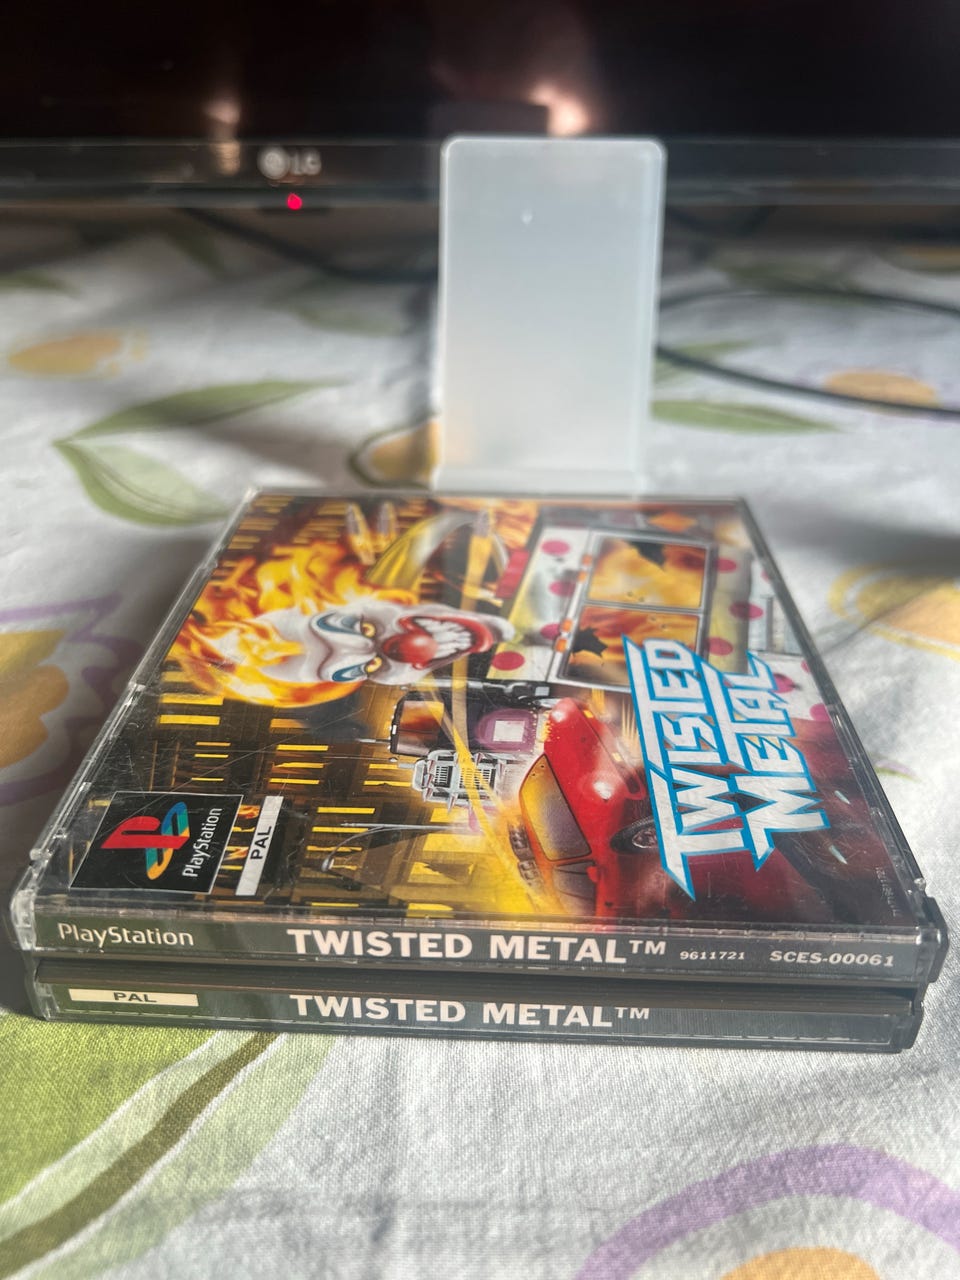 LG
TWISTED
METAL
PlayStation
PAL
PlayStation TWISTED METAL™ 9611721 SCES-00061
PAL TWISTED METAL™